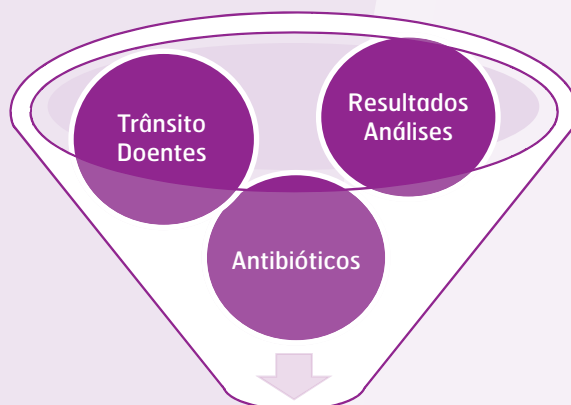 Trânsito
Doentes
Resultados
Análises
Antibióticos